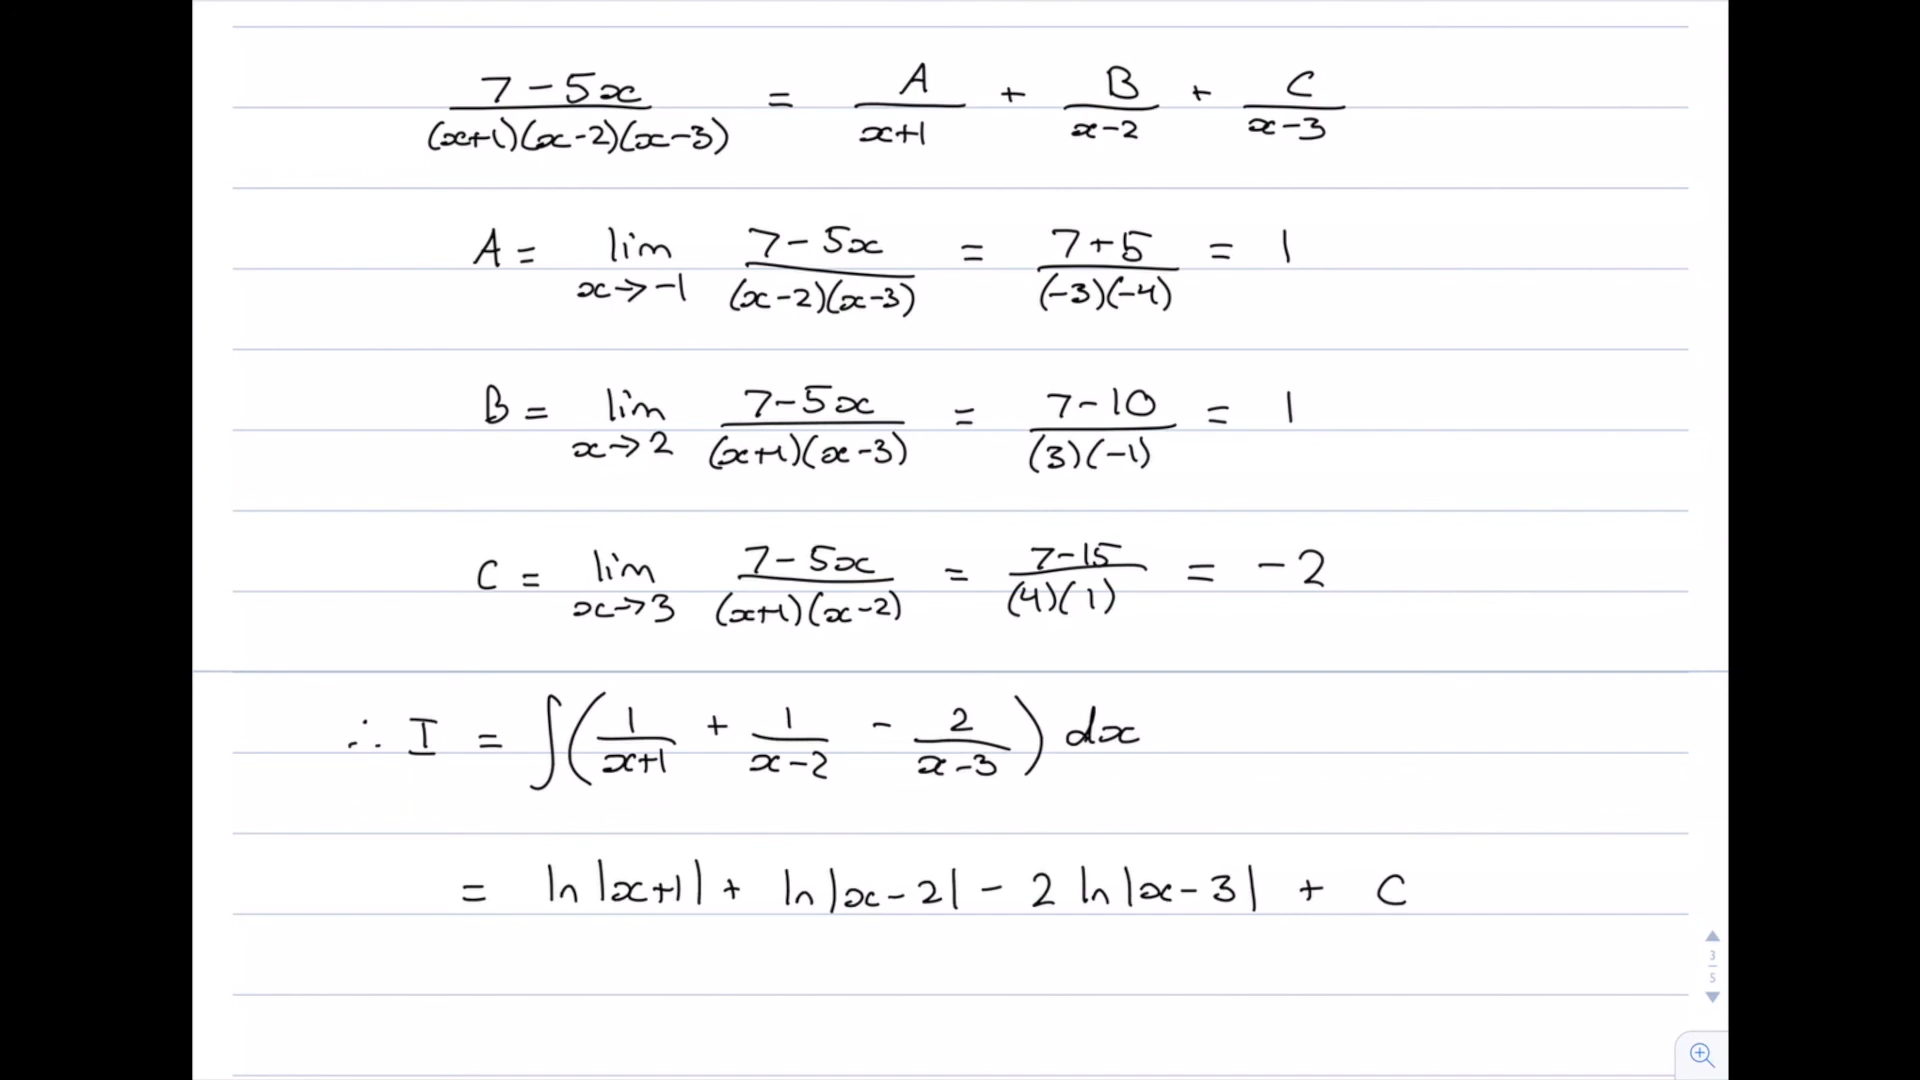 (7-5x)/((x+1)(x-2)(x-3)) = A/(x+1) + B/(x-2) + C/(x-3)
A = lim x→-1 (7-5x)/((x-2)(x-3)) = (7+5)/((-3)(-4)) = 1
B = lim x→2 (7-5x)/((x+1)(x-3)) = (7-10)/((3)(-1)) = 1
C = lim x→3 (7-5x)/((x+1)(x-2)) = (7-15)/((4)(1)) = -2
∴ I = ∫(1/(x+1) + 1/(x-2) - 2/(x-3)) dx
= ln|x+1| + ln|x-2| - 2 ln|x-3| + C
3
5